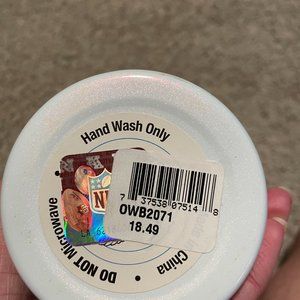 Hand Wash Only
7 37538 07514 8
OWB2071
18.49
China
• DO NOT Microwave